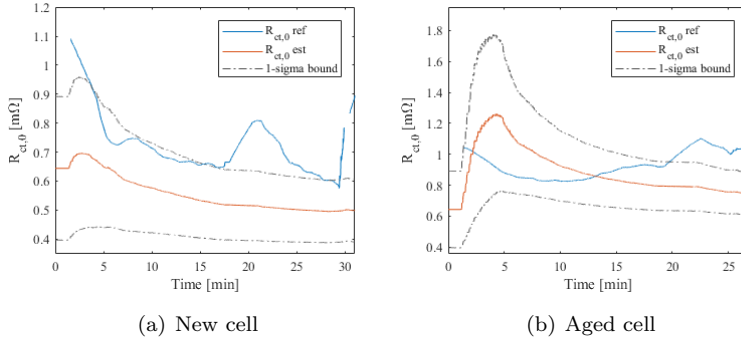 1.2
1.1
1
0.9
0.8
0.7
0.6
0.5
0.4
R_ct,0 [mΩ]
0 5 10 15 20 25 30
Time [min]
R_ct,0 ref
R_ct,0 est
1-sigma bound
(a) New cell
1.8
1.6
1.4
1.2
1
0.8
0.6
0.4
R_ct,0 [mΩ]
0 5 10 15 20 25
Time [min]
R_ct,0 ref
R_ct,0 est
1-sigma bound
(b) Aged cell